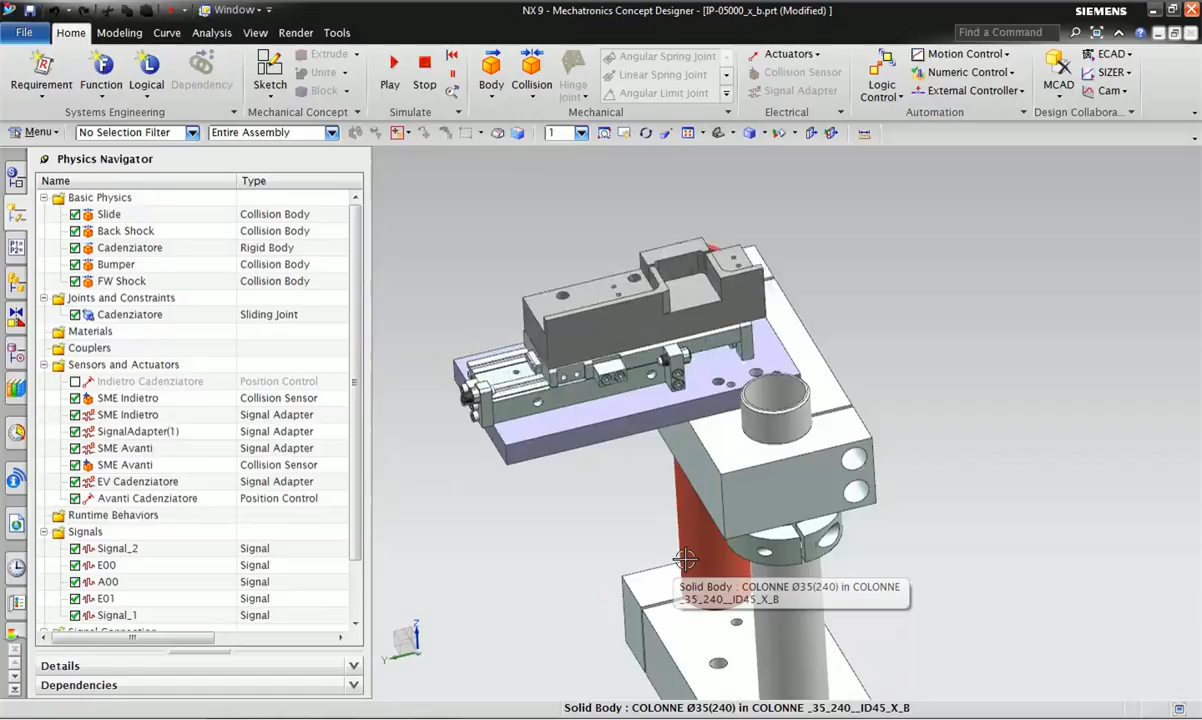 NX 9 - Mechatronics Concept Designer - [IP-05000_x_b.prt (Modified) ]
SIEMENS
Window
File Home Modeling Curve Analysis View Render Tools
Find a Command
Requirement Function Logical Dependency
Systems Engineering
Sketch Extrude Unite Block
Mechanical Concept
Play Stop
Simulate
Body Collision Hinge Joint
Angular Spring Joint
Linear Spring Joint
Angular Limit Joint
Mechanical
Actuators
Collision Sensor
Signal Adapter
Electrical
Logic Control
Motion Control
Numeric Control
External Controller
Automation
MCAD
ECAD
SIZER
Cam
Design Collabora...
Menu No Selection Filter Entire Assembly 1
Physics Navigator
Name Type
Basic Physics
Slide Collision Body
Back Shock Collision Body
Cadenziatore Rigid Body
Bumper Collision Body
FW Shock Collision Body
Joints and Constraints
Cadenziatore Sliding Joint
Materials
Couplers
Sensors and Actuators
Indietro Cadenziatore Position Control
SME Indietro Collision Sensor
SME Indietro Signal Adapter
SignalAdapter(1) Signal Adapter
SME Avanti Signal Adapter
SME Avanti Collision Sensor
EV Cadenziatore Signal Adapter
Avanti Cadenziatore Position Control
Runtime Behaviors
Signals
Signal_2 Signal
E00 Signal
A00 Signal
E01 Signal
Signal_1 Signal
Details
Dependencies
Solid Body : COLONNE Ø35(240) in COLONNE
_35_240__ID45_X_B
Z
Y
Solid Body : COLONNE Ø35(240) in COLONNE _35_240__ID45_X_B